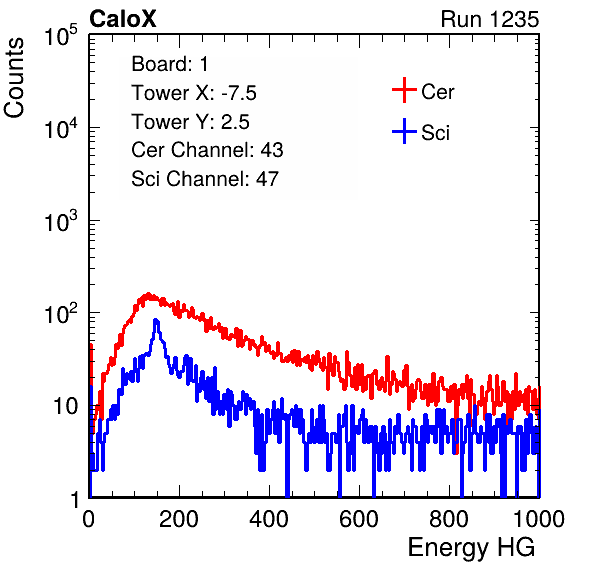 CaloX Run 1235
Counts
Board: 1
Tower X: -7.5
Tower Y: 2.5
Cer Channel: 43
Sci Channel: 47
Cer
Sci
10^5
10^4
10^3
10^2
10
1
0 200 400 600 800 1000
Energy HG